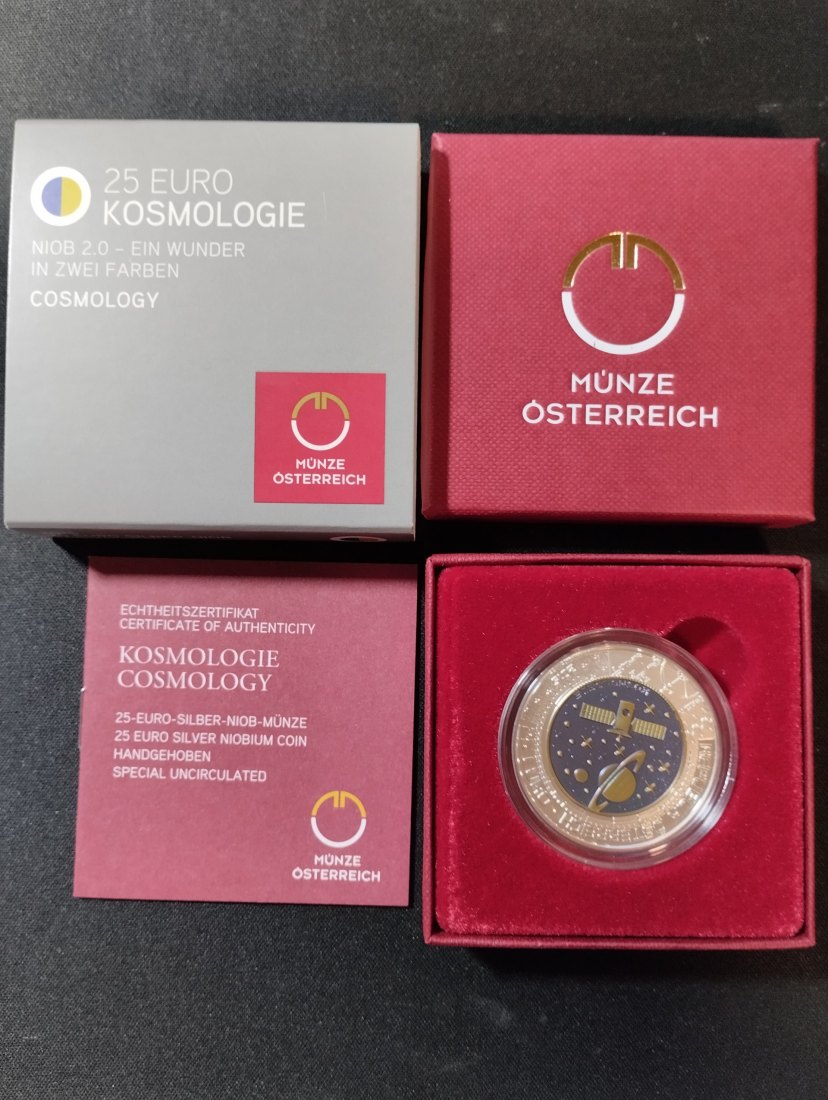 25 EURO
KOSMOLOGIE
NIOB 2.0 – EIN WUNDER
IN ZWEI FARBEN
COSMOLOGY
MÜNZE
ÖSTERREICH
MÜNZE
ÖSTERREICH
ECHTHEITSZERTIFIKAT
CERTIFICATE OF AUTHENTICITY
KOSMOLOGIE
COSMOLOGY
25-EURO-SILBER-NIOB-MÜNZE
25 EURO SILVER NIOBIUM COIN
HANDGEHOBEN
SPECIAL UNCIRCULATED
MÜNZE
ÖSTERREICH